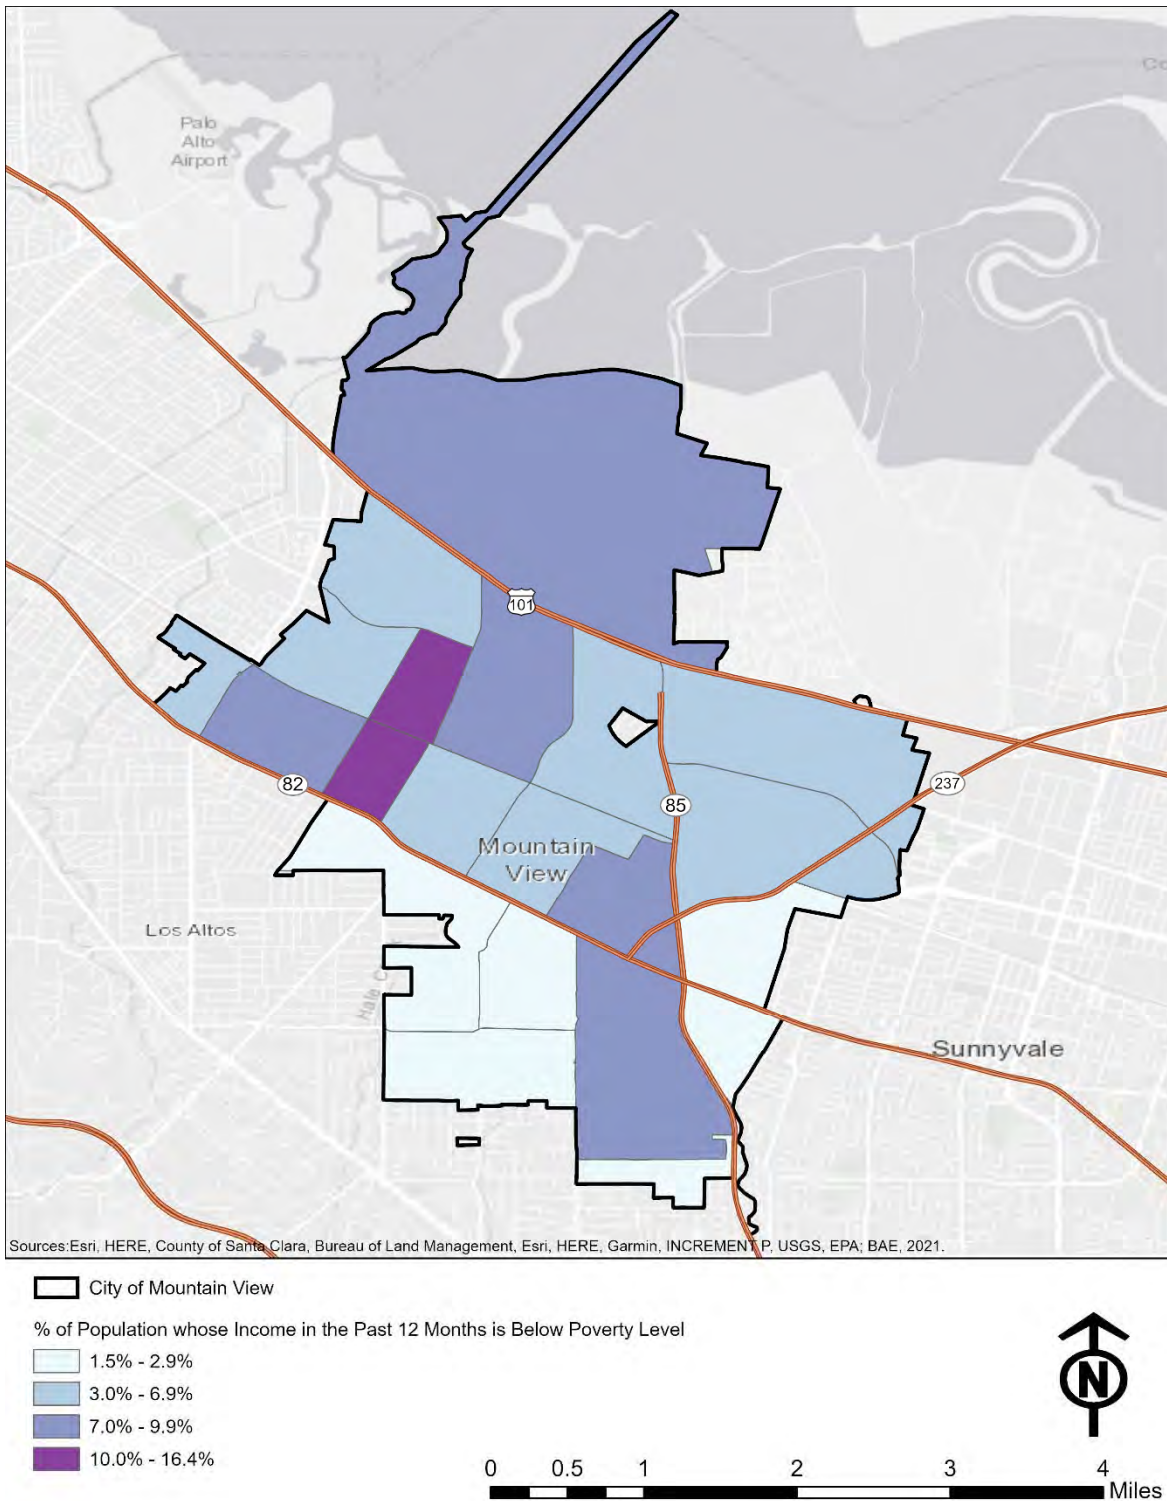 Co
Palo
Alto
Airport
101
82
237
85
Mountain
View
Los Altos
Hale C
Sunnyvale
Sources:Esri, HERE, County of Santa Clara, Bureau of Land Management, Esri, HERE, Garmin, INCREMENT P, USGS, EPA; BAE, 2021.
City of Mountain View
% of Population whose Income in the Past 12 Months is Below Poverty Level
1.5% - 2.9%
3.0% - 6.9%
7.0% - 9.9%
10.0% - 16.4%
N
0 0.5 1 2 3 4
Miles